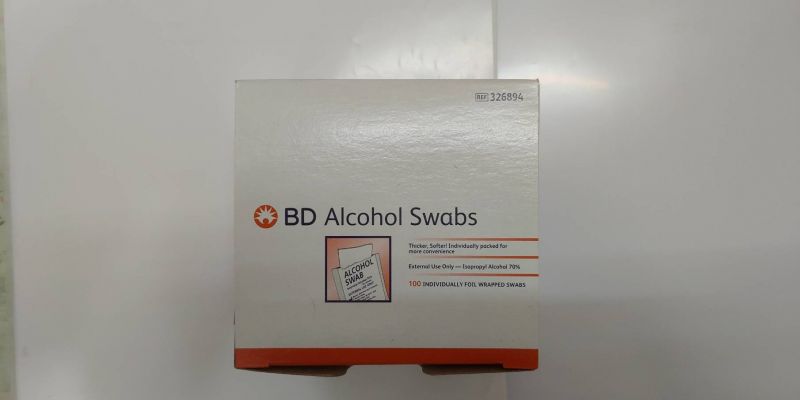 REF 326894
BD Alcohol Swabs
Thicker, Softer! Individually packed for
more convenience
External Use Only — Isopropyl Alcohol 70%
100 INDIVIDUALLY FOIL WRAPPED SWABS
ALCOHOL
SWAB